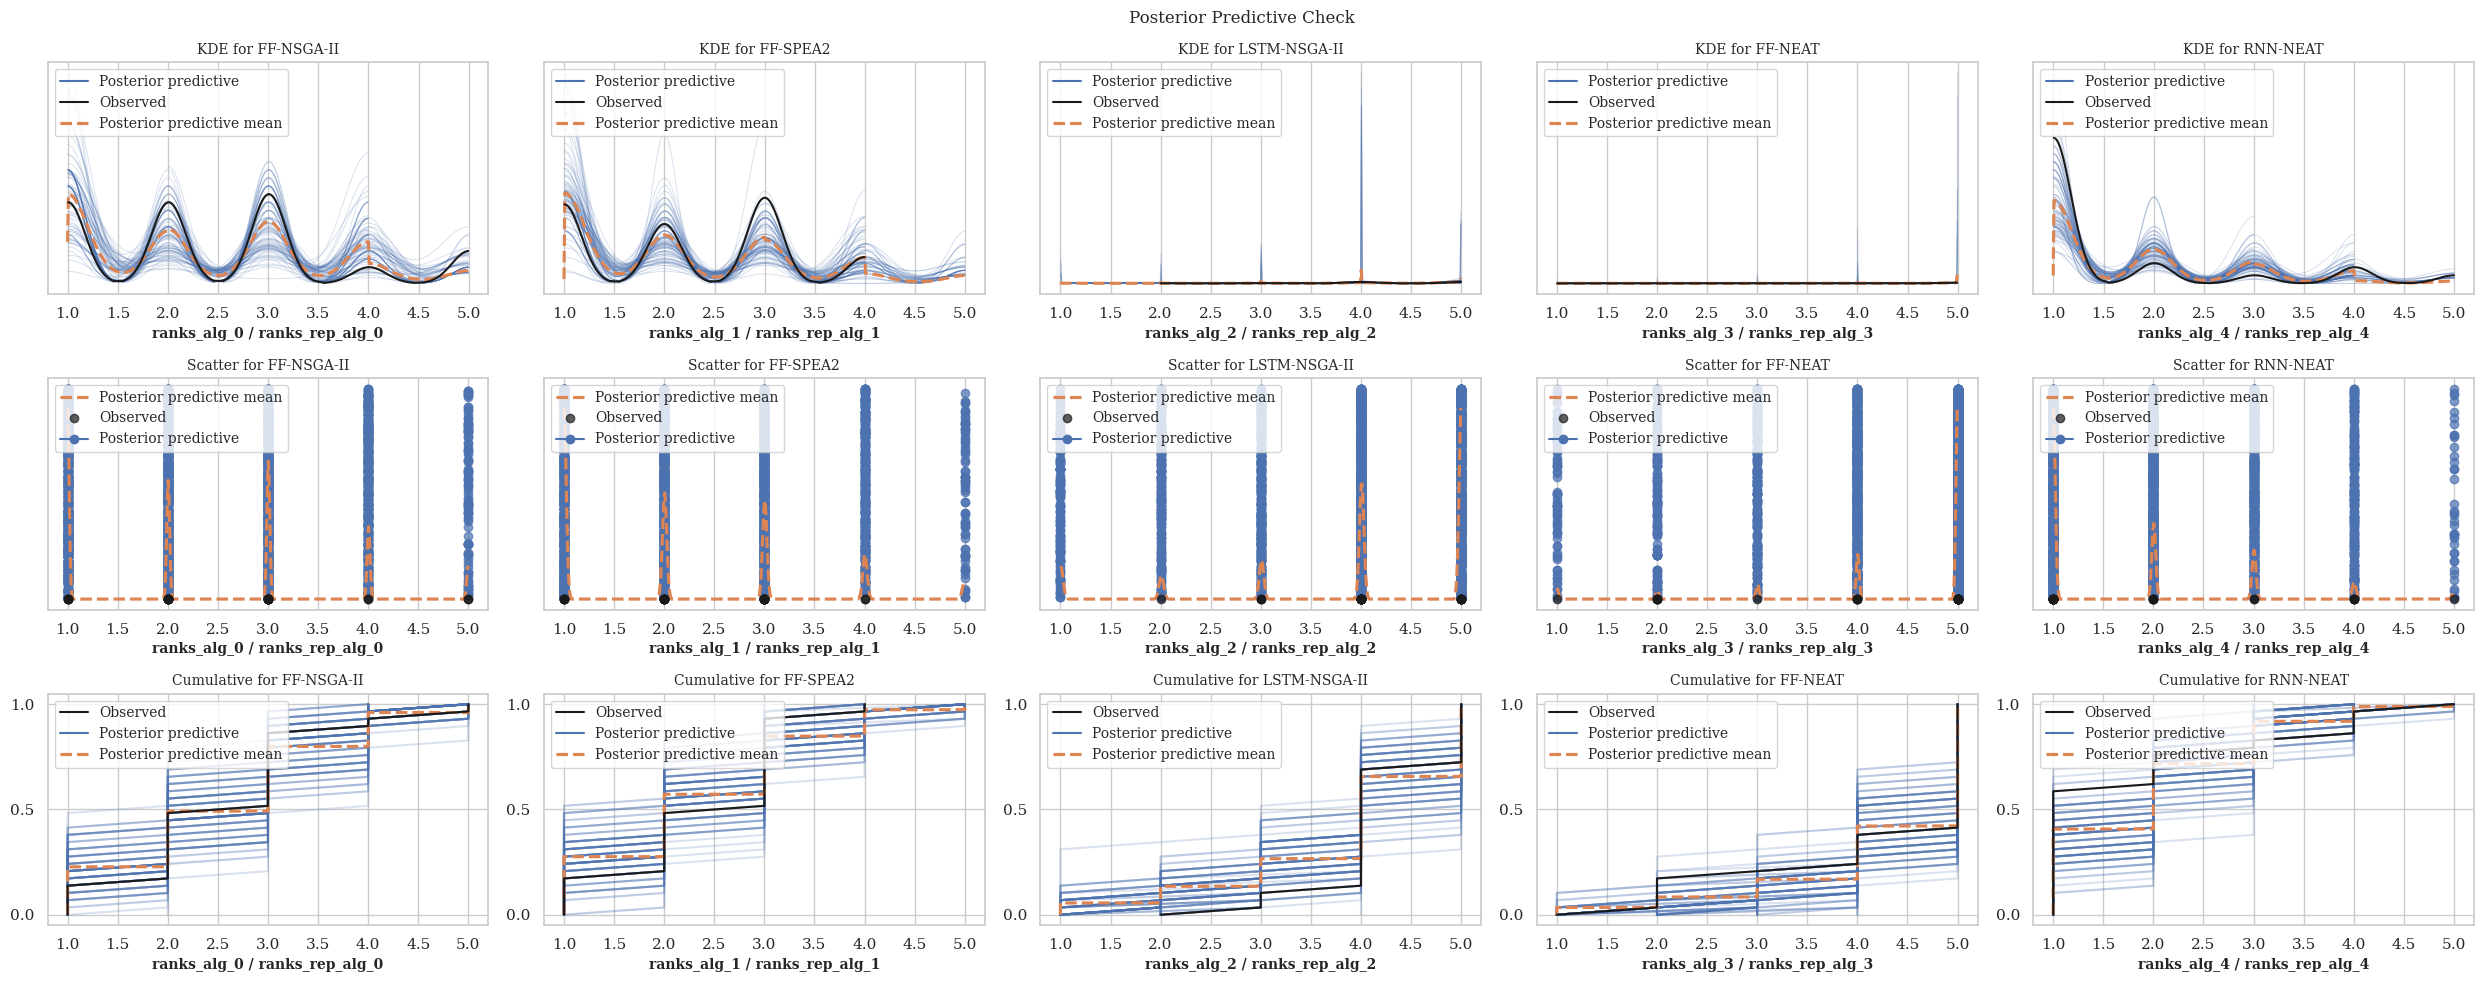 Posterior Predictive Check
KDE for FF-NSGA-II
Posterior predictive
Observed
Posterior predictive mean
1.0 1.5 2.0 2.5 3.0 3.5 4.0 4.5 5.0
ranks_alg_0 / ranks_rep_alg_0
KDE for FF-SPEA2
Posterior predictive
Observed
Posterior predictive mean
1.0 1.5 2.0 2.5 3.0 3.5 4.0 4.5 5.0
ranks_alg_1 / ranks_rep_alg_1
KDE for LSTM-NSGA-II
Posterior predictive
Observed
Posterior predictive mean
1.0 1.5 2.0 2.5 3.0 3.5 4.0 4.5 5.0
ranks_alg_2 / ranks_rep_alg_2
KDE for FF-NEAT
Posterior predictive
Observed
Posterior predictive mean
1.0 1.5 2.0 2.5 3.0 3.5 4.0 4.5 5.0
ranks_alg_3 / ranks_rep_alg_3
KDE for RNN-NEAT
Posterior predictive
Observed
Posterior predictive mean
1.0 1.5 2.0 2.5 3.0 3.5 4.0 4.5 5.0
ranks_alg_4 / ranks_rep_alg_4
Scatter for FF-NSGA-II
Posterior predictive mean
Observed
Posterior predictive
1.0 1.5 2.0 2.5 3.0 3.5 4.0 4.5 5.0
ranks_alg_0 / ranks_rep_alg_0
Scatter for FF-SPEA2
Posterior predictive mean
Observed
Posterior predictive
1.0 1.5 2.0 2.5 3.0 3.5 4.0 4.5 5.0
ranks_alg_1 / ranks_rep_alg_1
Scatter for LSTM-NSGA-II
Posterior predictive mean
Observed
Posterior predictive
1.0 1.5 2.0 2.5 3.0 3.5 4.0 4.5 5.0
ranks_alg_2 / ranks_rep_alg_2
Scatter for FF-NEAT
Posterior predictive mean
Observed
Posterior predictive
1.0 1.5 2.0 2.5 3.0 3.5 4.0 4.5 5.0
ranks_alg_3 / ranks_rep_alg_3
Scatter for RNN-NEAT
Posterior predictive mean
Observed
Posterior predictive
1.0 1.5 2.0 2.5 3.0 3.5 4.0 4.5 5.0
ranks_alg_4 / ranks_rep_alg_4
Cumulative for FF-NSGA-II
Observed
Posterior predictive
Posterior predictive mean
1.0
0.5
0.0
1.0 1.5 2.0 2.5 3.0 3.5 4.0 4.5 5.0
ranks_alg_0 / ranks_rep_alg_0
Cumulative for FF-SPEA2
Observed
Posterior predictive
Posterior predictive mean
1.0
0.5
0.0
1.0 1.5 2.0 2.5 3.0 3.5 4.0 4.5 5.0
ranks_alg_1 / ranks_rep_alg_1
Cumulative for LSTM-NSGA-II
Observed
Posterior predictive
Posterior predictive mean
1.0
0.5
0.0
1.0 1.5 2.0 2.5 3.0 3.5 4.0 4.5 5.0
ranks_alg_2 / ranks_rep_alg_2
Cumulative for FF-NEAT
Observed
Posterior predictive
Posterior predictive mean
1.0
0.5
0.0
1.0 1.5 2.0 2.5 3.0 3.5 4.0 4.5 5.0
ranks_alg_3 / ranks_rep_alg_3
Cumulative for RNN-NEAT
Observed
Posterior predictive
Posterior predictive mean
1.0
0.5
0.0
1.0 1.5 2.0 2.5 3.0 3.5 4.0 4.5 5.0
ranks_alg_4 / ranks_rep_alg_4